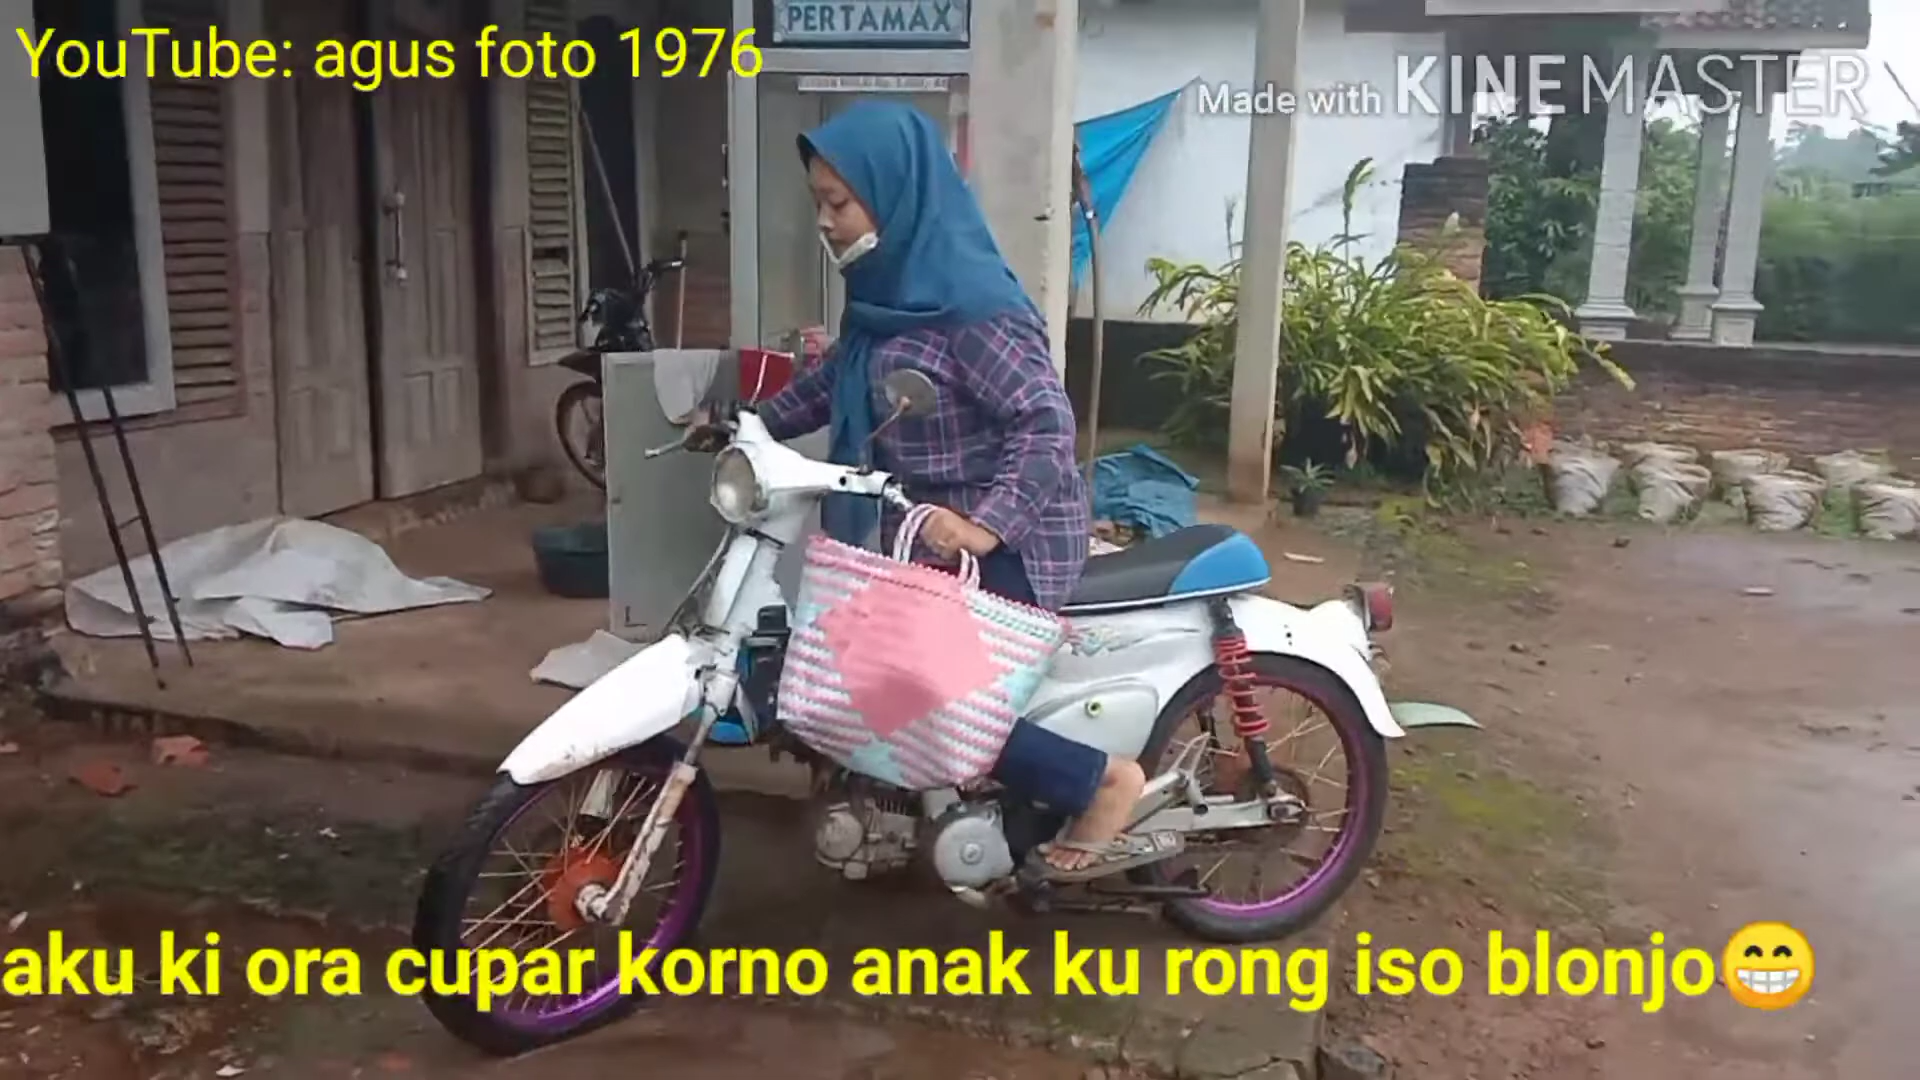 PERTAMAX
YouTube: agus foto 1976
Made with KINEMASTER
aku ki ora cupar korno anak ku rong iso blonjo😁